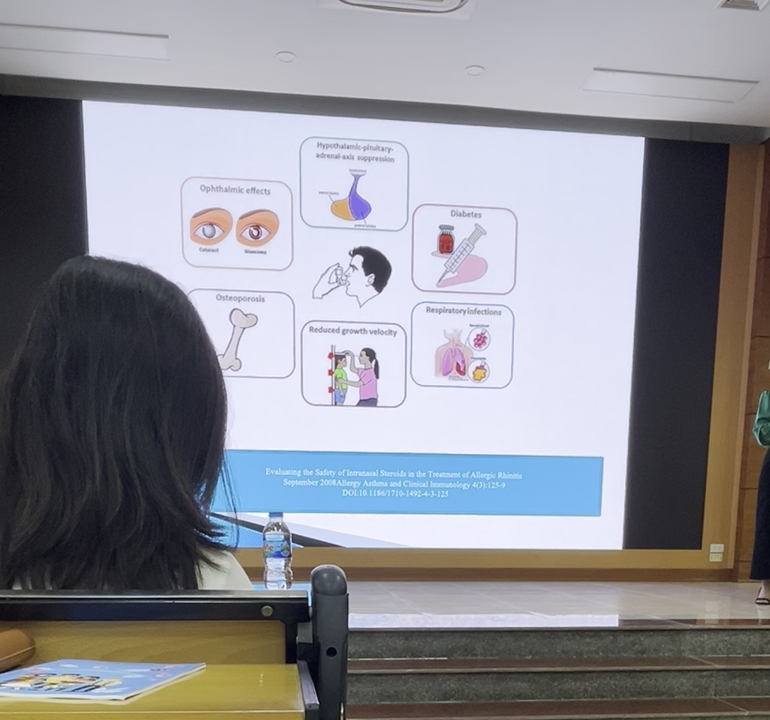 Hypothalamic-pituitary-
adrenal-axis suppression
Ophthalmic effects
Cataract
Glaucoma
Diabetes
Osteoporosis
Respiratory infections
Reduced growth velocity
Evaluating the Safety of Intranasal Steroids in the Treatment of Allergic Rhinitis
September 2008Allergy Asthma and Clinical Immunology 4(3):125-9
DOI:10.1186/1710-1492-4-3-125